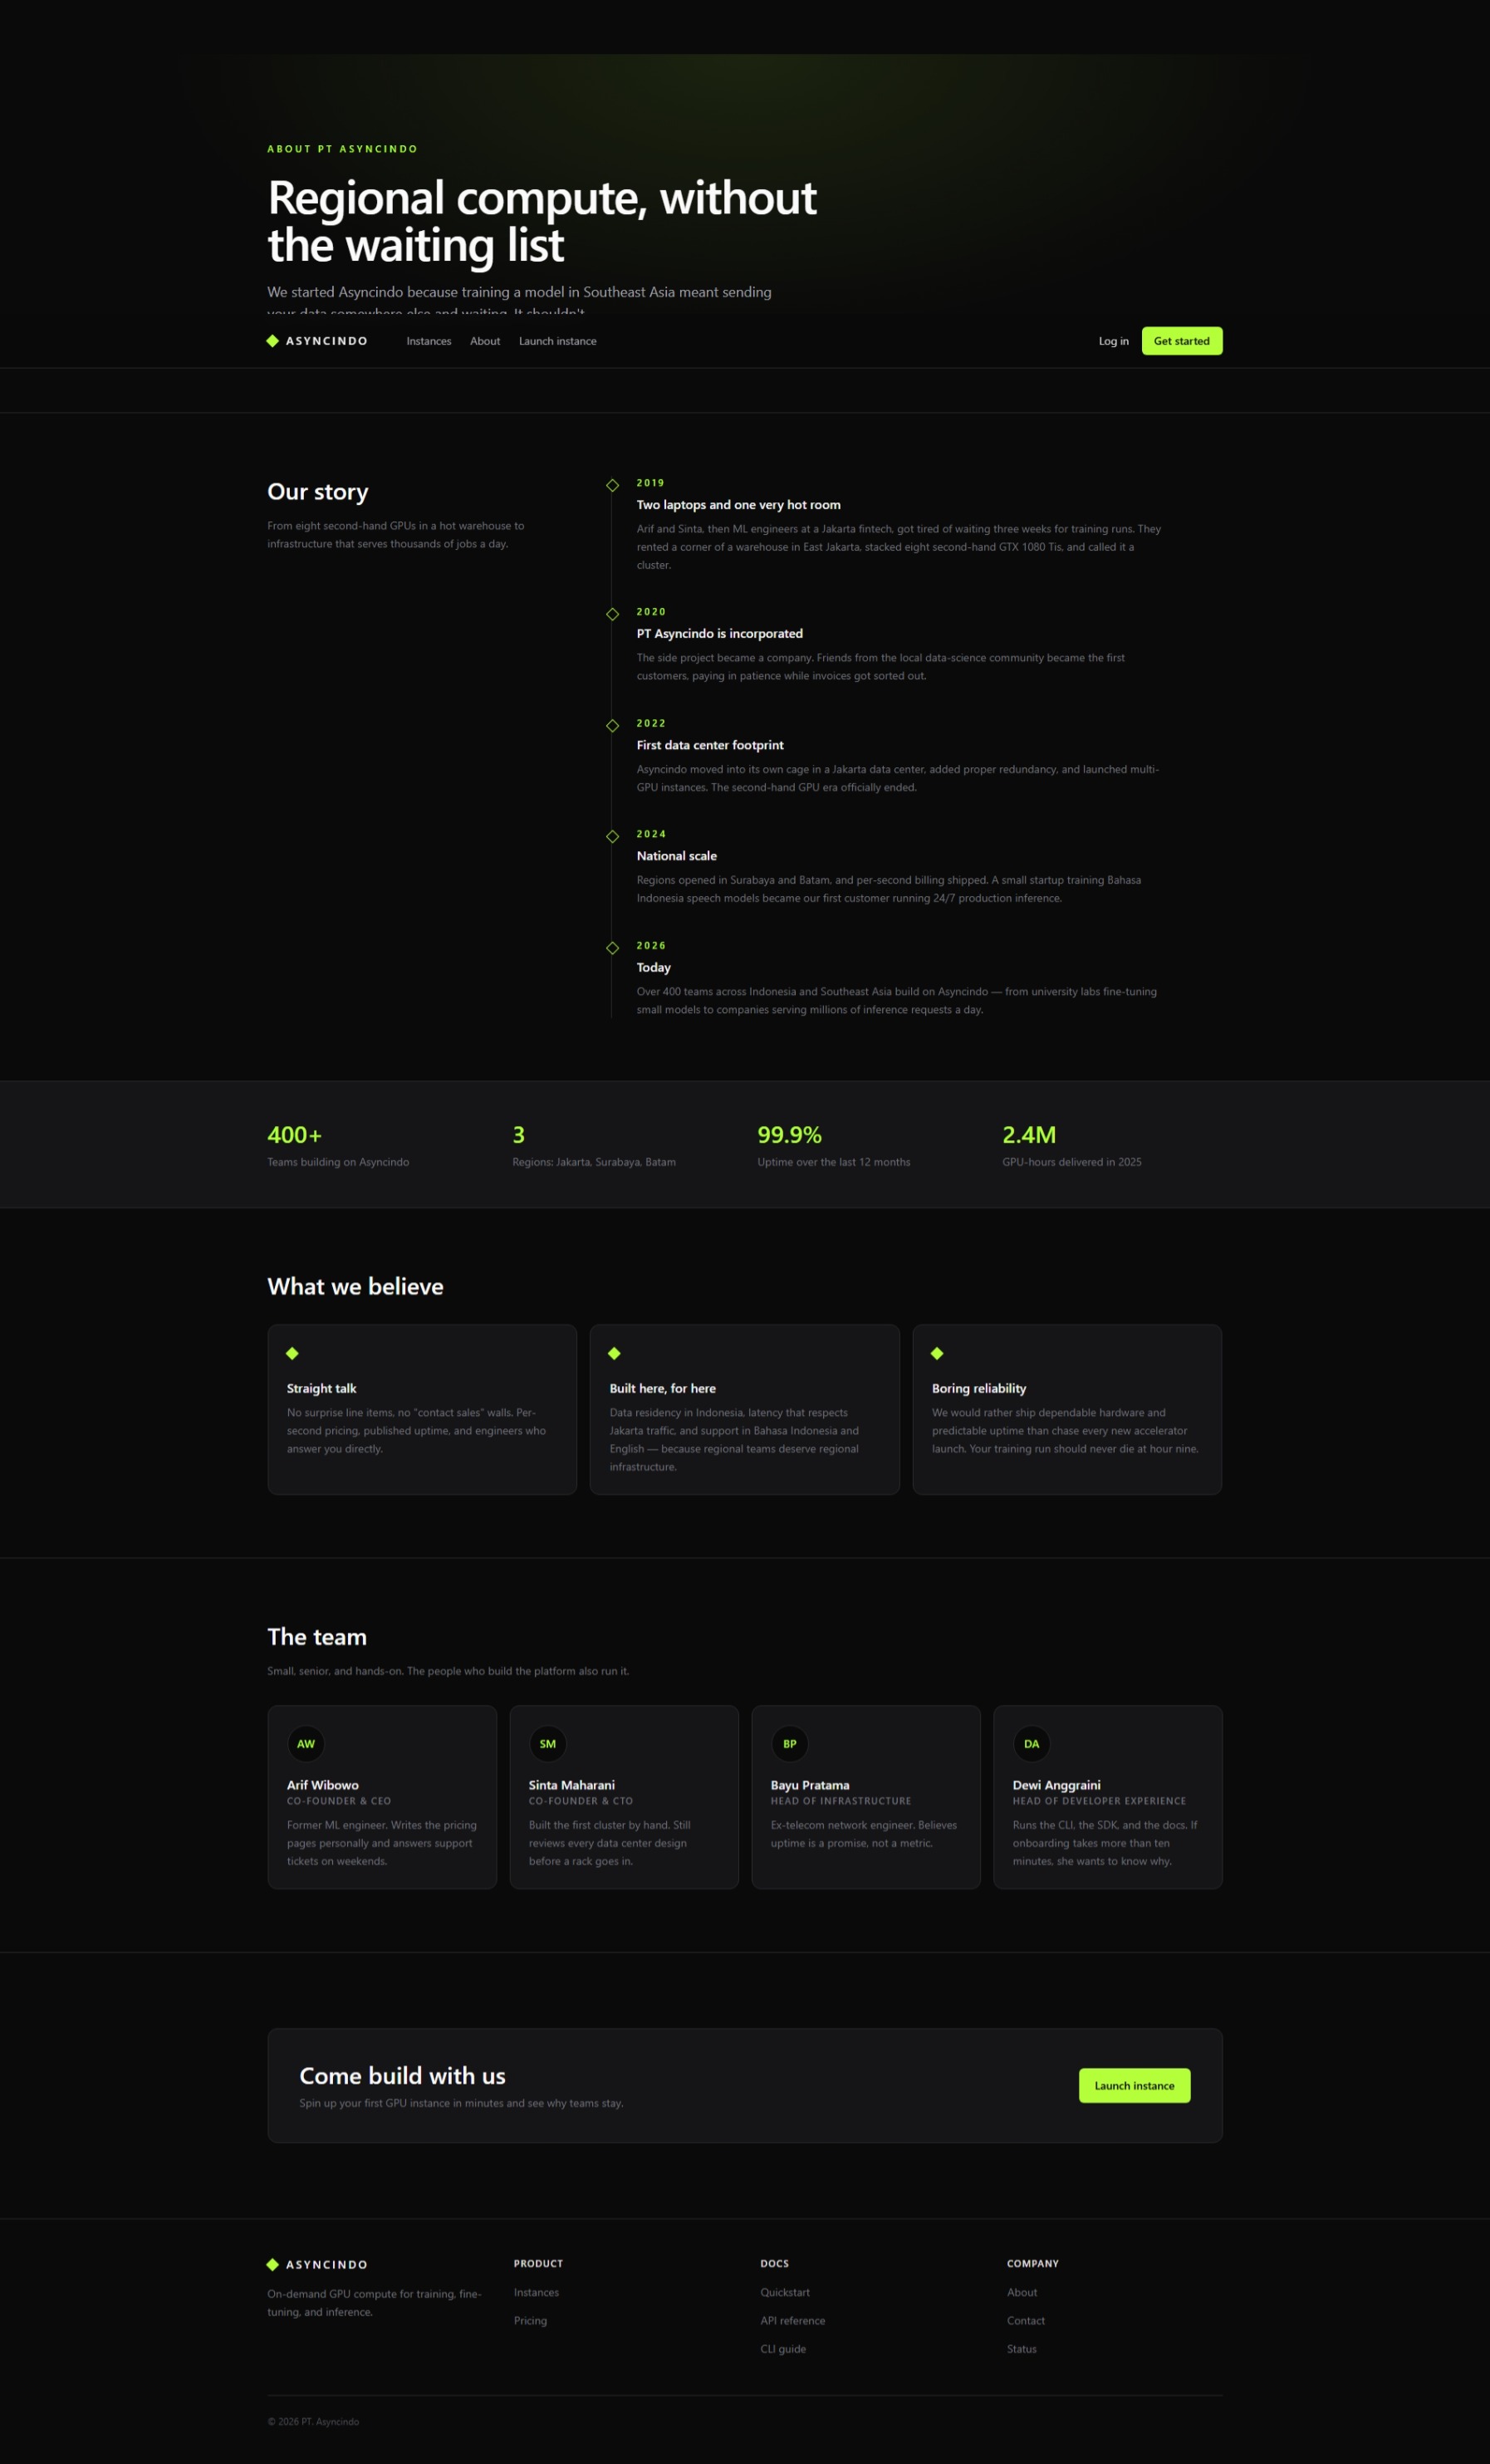 ABOUT PT ASYNCINDO
Regional compute, without
the waiting list
We started Asyncindo because training a model in Southeast Asia meant sending
your data somewhere else and waiting. It shouldn't.
ASYNCINDO Instances About Launch instance Log in Get started
Our story
From eight second-hand GPUs in a hot warehouse to
infrastructure that serves thousands of jobs a day.
2019
Two laptops and one very hot room
Arif and Sinta, then ML engineers at a Jakarta fintech, got tired of waiting three weeks for training runs. They
rented a corner of a warehouse in East Jakarta, stacked eight second-hand GTX 1080 Tis, and called it a
cluster.
2020
PT Asyncindo is incorporated
The side project became a company. Friends from the local data-science community became the first
customers, paying in patience while invoices got sorted out.
2022
First data center footprint
Asyncindo moved into its own cage in a Jakarta data center, added proper redundancy, and launched multi-
GPU instances. The second-hand GPU era officially ended.
2024
National scale
Regions opened in Surabaya and Batam, and per-second billing shipped. A small startup training Bahasa
Indonesia speech models became our first customer running 24/7 production inference.
2026
Today
Over 400 teams across Indonesia and Southeast Asia build on Asyncindo — from university labs fine-tuning
small models to companies serving millions of inference requests a day.
400+
Teams building on Asyncindo
3
Regions: Jakarta, Surabaya, Batam
99.9%
Uptime over the last 12 months
2.4M
GPU-hours delivered in 2025
What we believe
Straight talk
No surprise line items, no "contact sales" walls. Per-
second pricing, published uptime, and engineers who
answer you directly.
Built here, for here
Data residency in Indonesia, latency that respects
Jakarta traffic, and support in Bahasa Indonesia and
English — because regional teams deserve regional
infrastructure.
Boring reliability
We would rather ship dependable hardware and
predictable uptime than chase every new accelerator
launch. Your training run should never die at hour nine.
The team
Small, senior, and hands-on. The people who build the platform also run it.
AW
Arif Wibowo
CO-FOUNDER & CEO
Former ML engineer. Writes the pricing
pages personally and answers support
tickets on weekends.
SM
Sinta Maharani
CO-FOUNDER & CTO
Built the first cluster by hand. Still
reviews every data center design
before a rack goes in.
BP
Bayu Pratama
HEAD OF INFRASTRUCTURE
Ex-telecom network engineer. Believes
uptime is a promise, not a metric.
DA
Dewi Anggraini
HEAD OF DEVELOPER EXPERIENCE
Runs the CLI, the SDK, and the docs. If
onboarding takes more than ten
minutes, she wants to know why.
Come build with us
Spin up your first GPU instance in minutes and see why teams stay.
Launch instance
ASYNCINDO
On-demand GPU compute for training, fine-
tuning, and inference.
PRODUCT
Instances
Pricing
DOCS
Quickstart
API reference
CLI guide
COMPANY
About
Contact
Status
© 2026 PT. Asyncindo